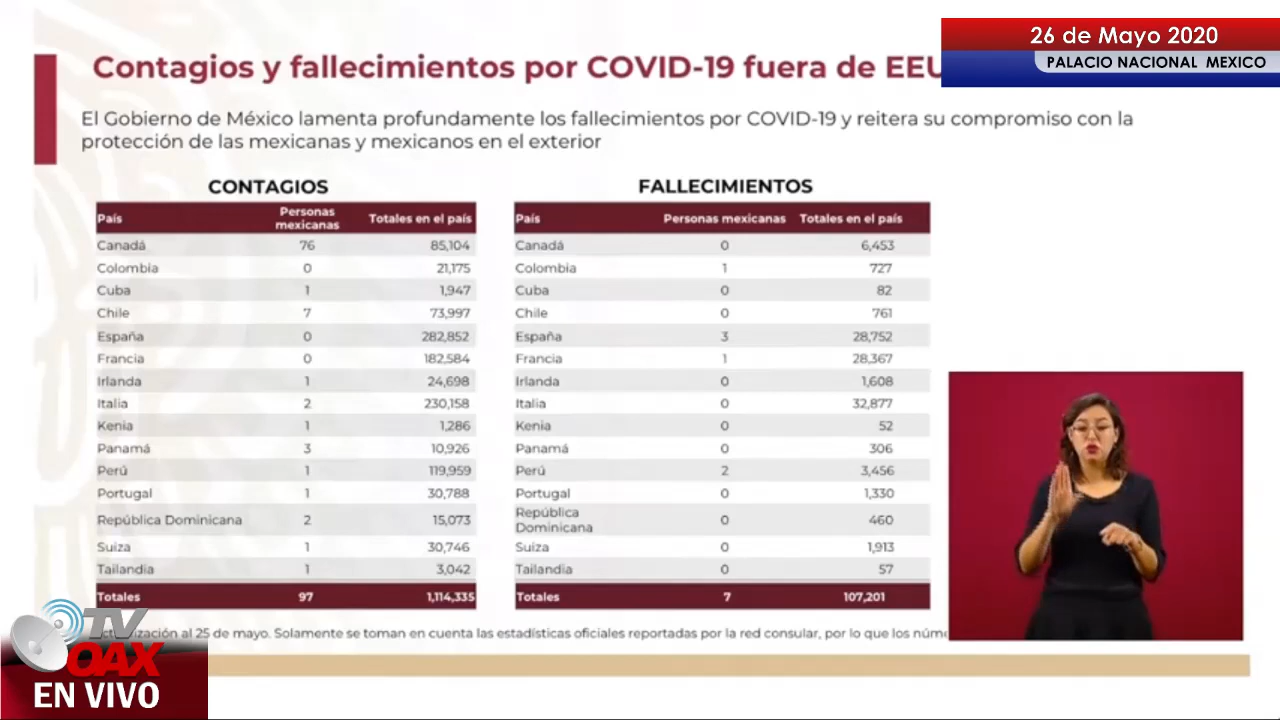 26 de Mayo 2020
PALACIO NACIONAL MEXICO
Contagios y fallecimientos por COVID-19 fuera de EEU
El Gobierno de México lamenta profundamente los fallecimientos por COVID-19 y reitera su compromiso con la
protección de las mexicanas y mexicanos en el exterior
CONTAGIOS
País Personas mexicanas Totales en el país
Canadá 76 85,104
Colombia 0 21,175
Cuba 1 1,947
Chile 7 73,997
España 0 282,852
Francia 0 182,584
Irlanda 1 24,698
Italia 2 230,158
Kenia 1 1,286
Panamá 3 10,926
Perú 1 119,959
Portugal 1 30,788
República Dominicana 2 15,073
Suiza 1 30,746
Tailandia 1 3,042
Totales 97 1,114,335
FALLECIMIENTOS
País Personas mexicanas Totales en el país
Canadá 0 6,453
Colombia 1 727
Cuba 0 82
Chile 0 761
España 3 28,752
Francia 1 28,367
Irlanda 0 1,608
Italia 0 32,877
Kenia 0 52
Panamá 0 306
Perú 2 3,456
Portugal 0 1,330
República Dominicana 0 460
Suiza 0 1,913
Tailandia 0 57
Totales 7 107,201
al 25 de mayo. Solamente se toman en cuenta las estadísticas oficiales reportadas por la red consular, por lo que los núme
TV
OAX
EN VIVO